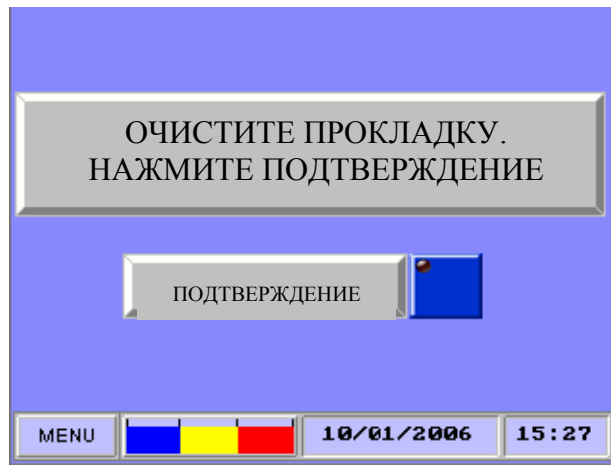 ОЧИСТИТЕ ПРОКЛАДКУ.
НАЖМИТЕ ПОДТВЕРЖДЕНИЕ
ПОДТВЕРЖДЕНИЕ
MENU 10/01/2006 15:27